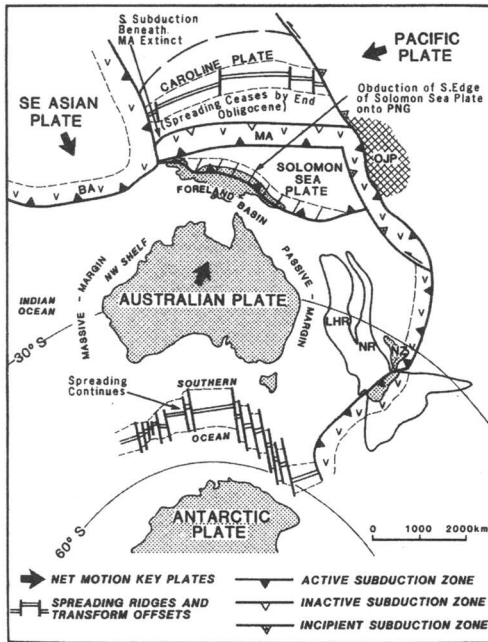 S. Subduction
Beneath
MA Extinct
PACIFIC
PLATE
CAROLINE PLATE
(Spreading Ceases by End
Obligocene)
Obduction of S.Edge
of Solomon Sea Plate
onto PNG
SE ASIAN
PLATE
MA
OJP
SOLOMON
SEA
PLATE
BA
FORELAND BASIN
NW SHELF
MASSIVE - MARGIN
PASSIVE - MARGIN
AUSTRALIAN PLATE
INDIAN
OCEAN
30° S
LHR
NR
NZ
Spreading
Continues
SOUTHERN
OCEAN
ANTARCTIC
PLATE
60° S
0 1000 2000km
NET MOTION KEY PLATES
SPREADING RIDGES AND
TRANSFORM OFFSETS
ACTIVE SUBDUCTION ZONE
INACTIVE SUBDUCTION ZONE
INCIPIENT SUBDUCTION ZONE